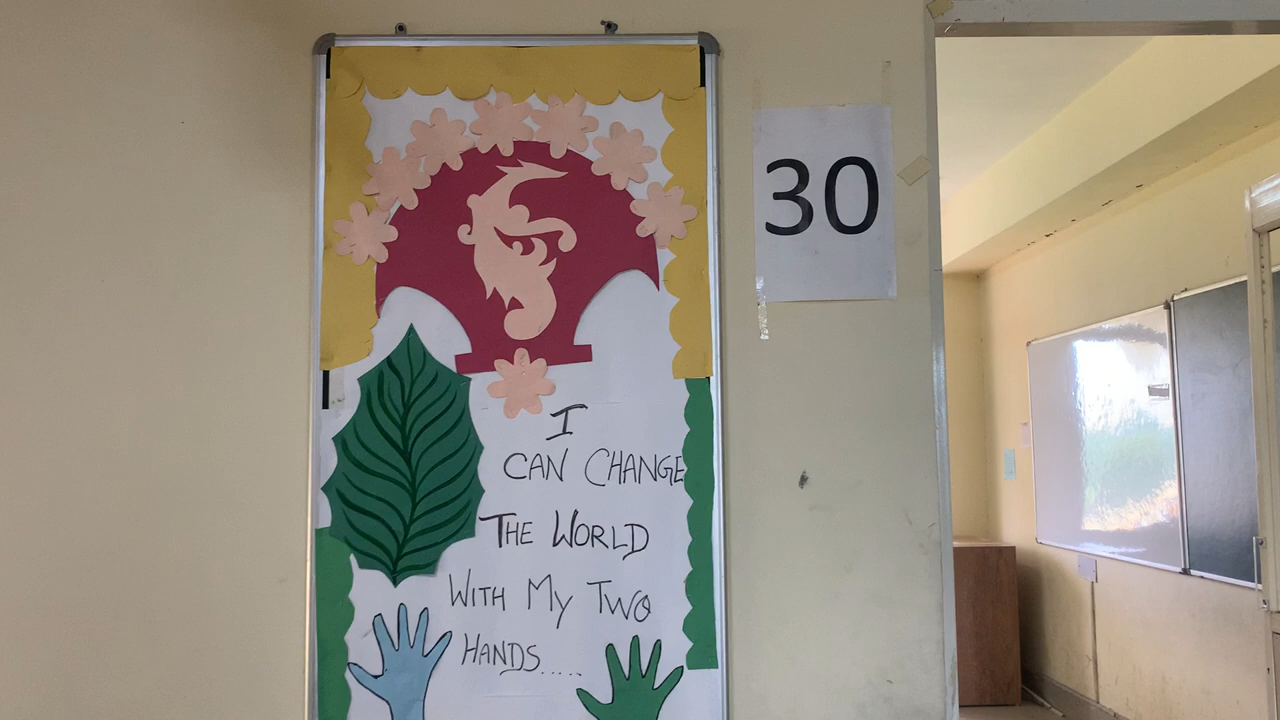 30
I
CAN CHANGE
THE WORLD
WITH MY TWO
HANDS.....